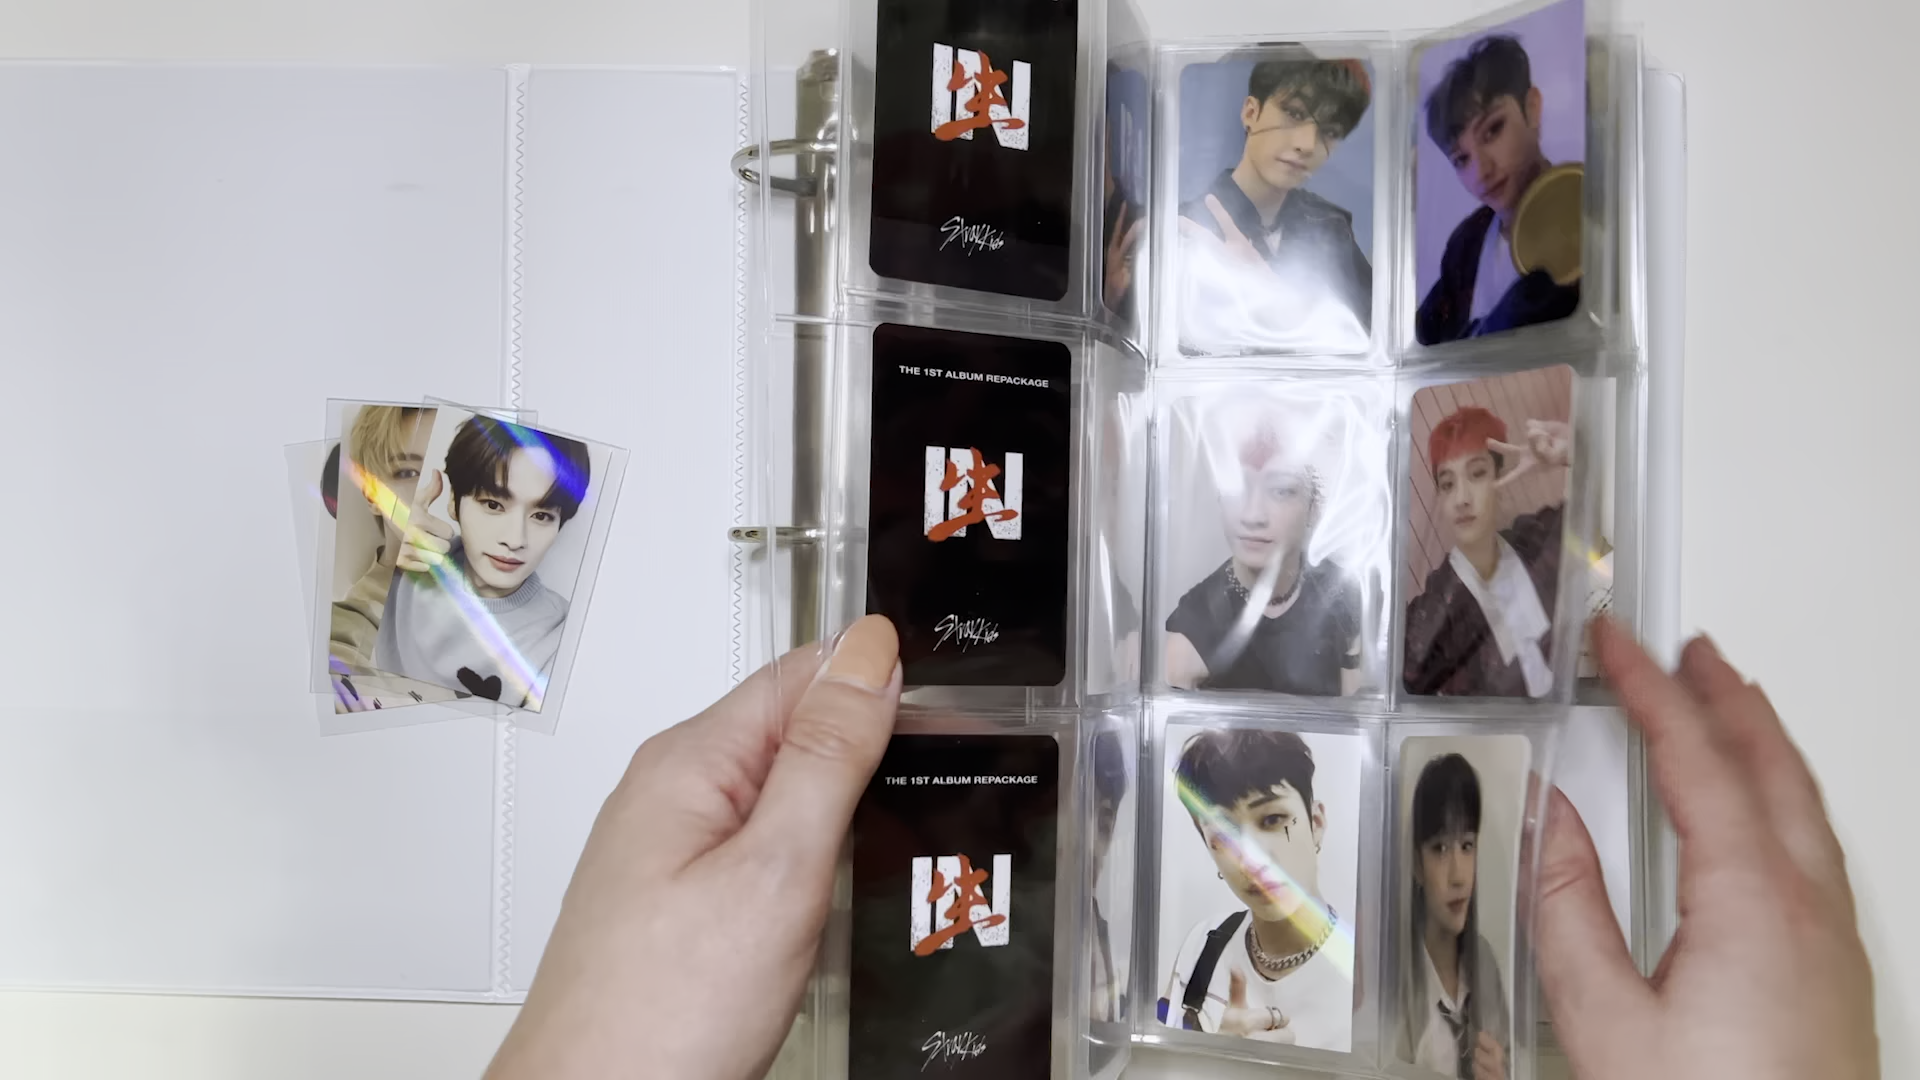 IN生
Stray Kids
THE 1ST ALBUM REPACKAGE
IN生
Stray Kids
THE 1ST ALBUM REPACKAGE
IN生
Stray Kids